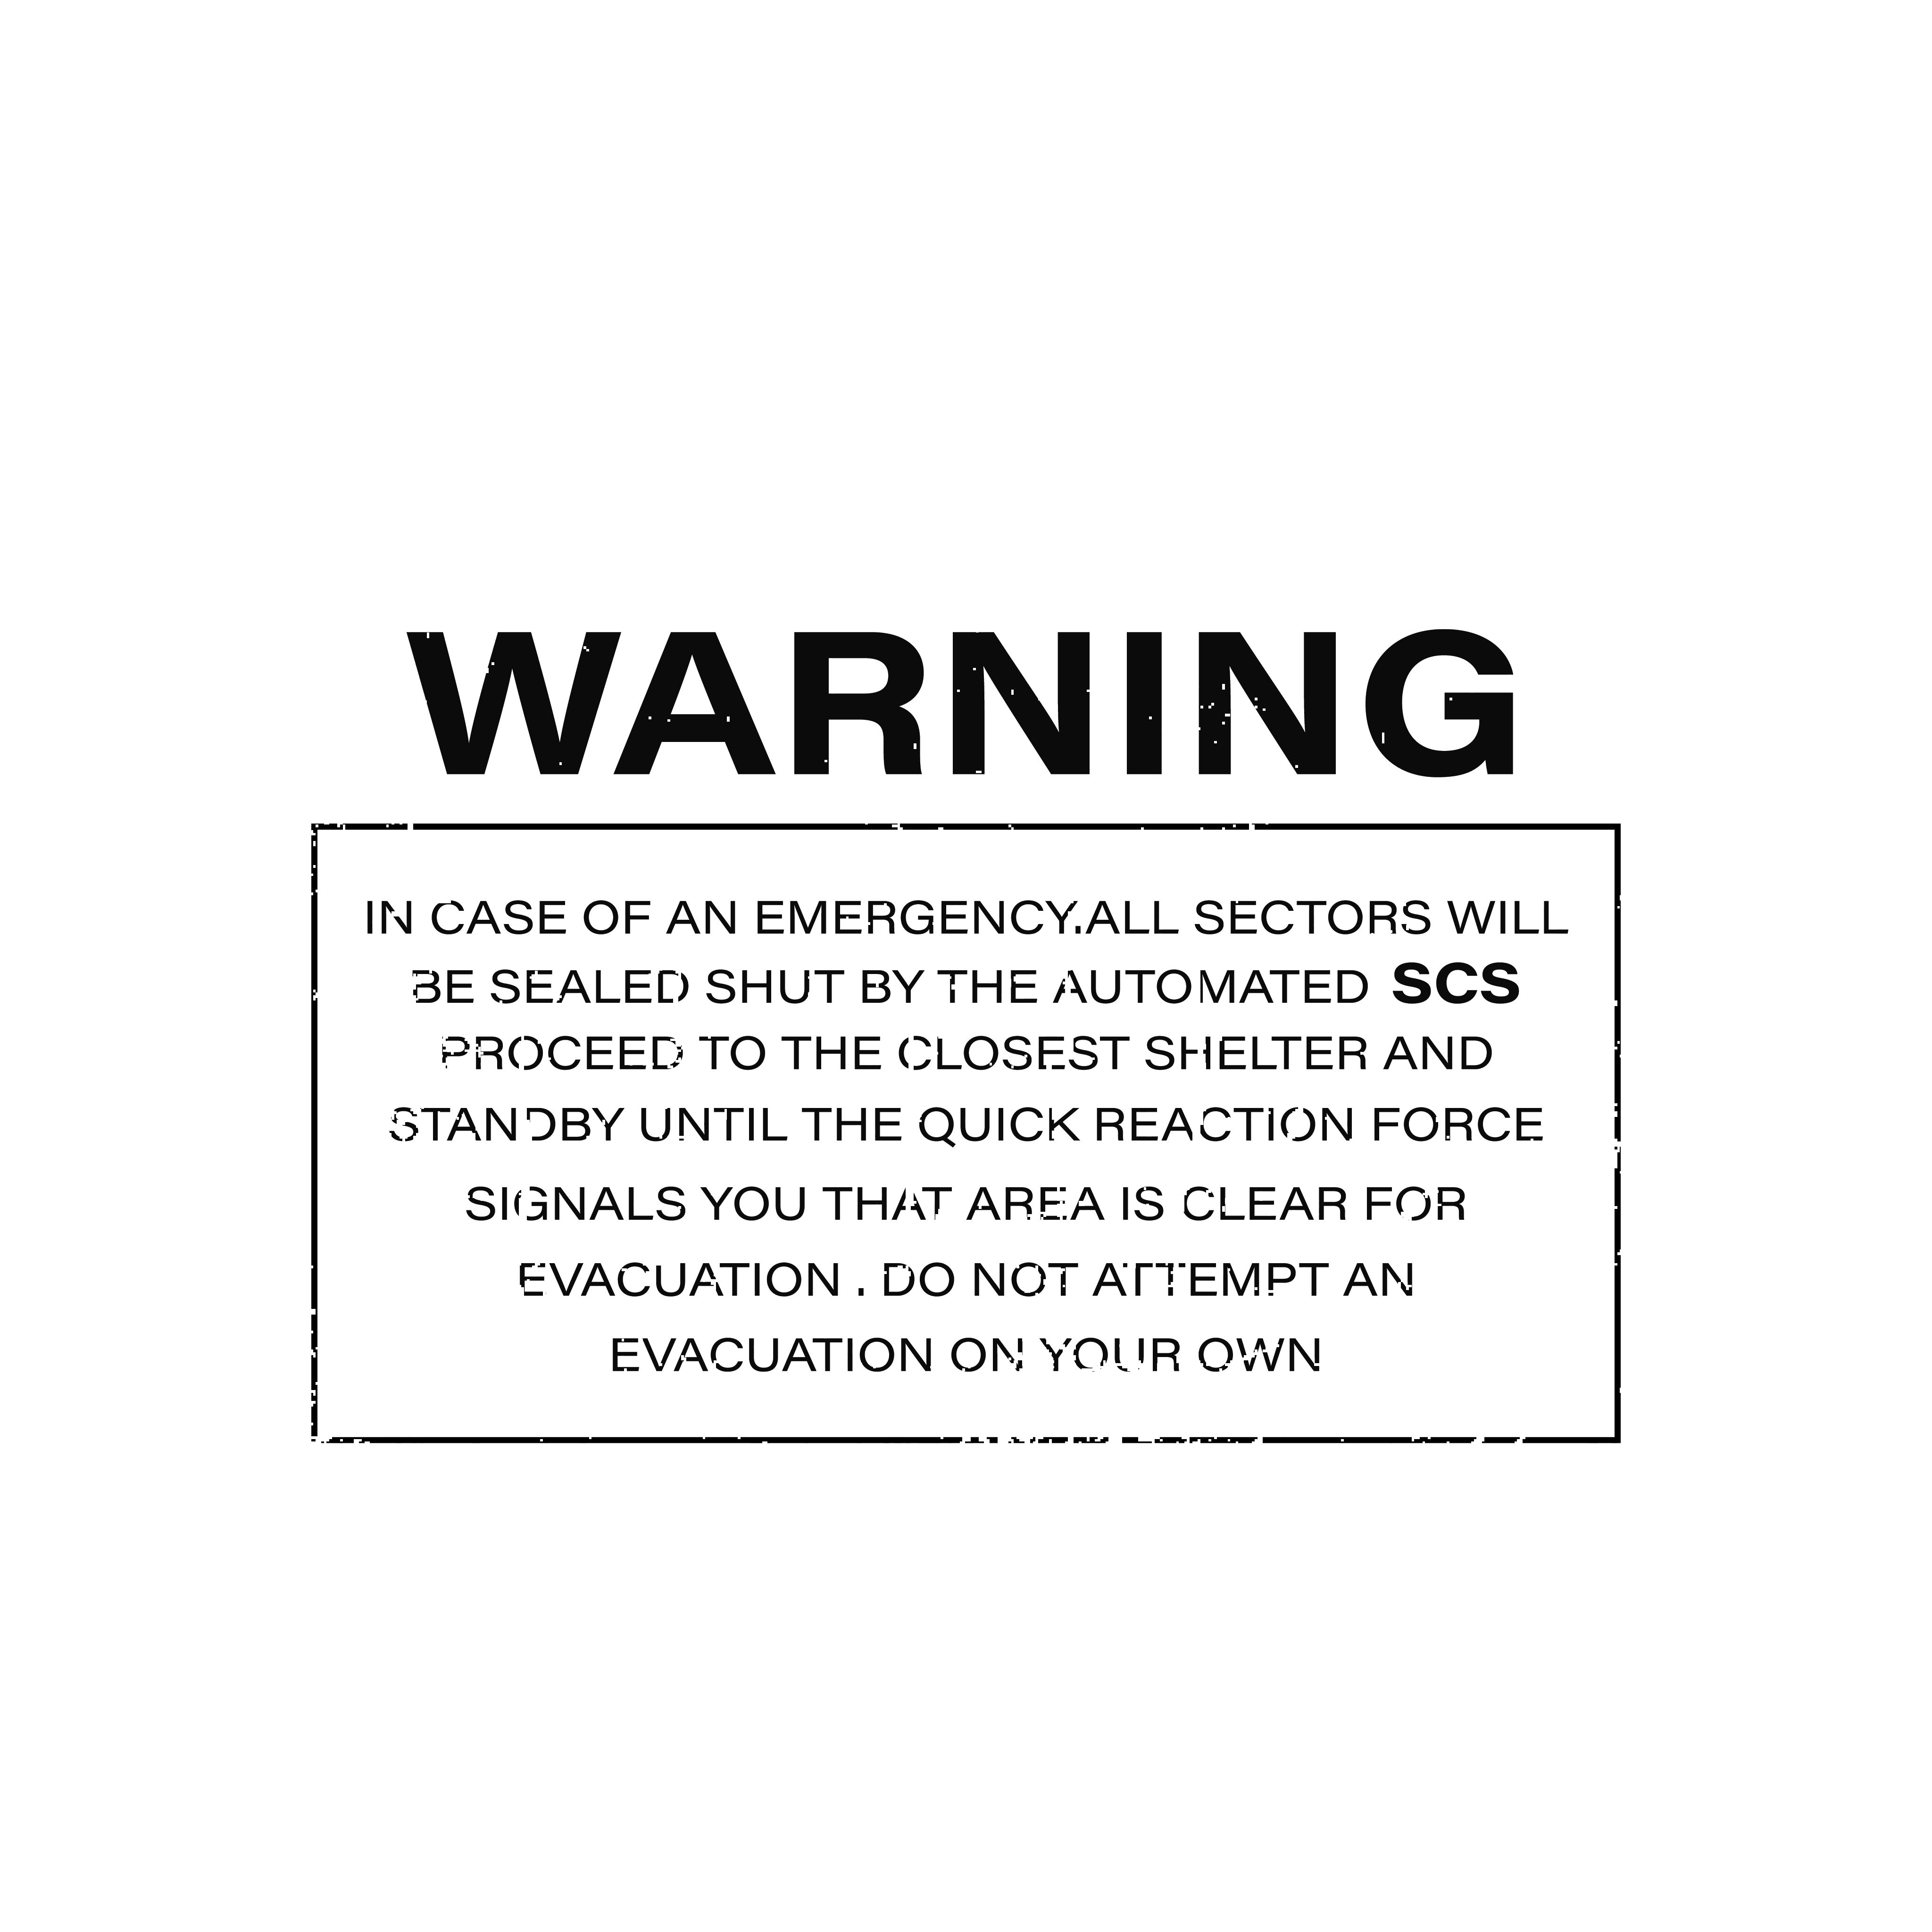 WARNING
IN CASE OF AN EMERGENCY.ALL SECTORS WILL
BE SEALED SHUT BY THE AUTOMATED SCS
PROCEED TO THE CLOSEST SHELTER AND
STANDBY UNTIL THE QUICK REACTION FORCE
SIGNALS YOU THAT AREA IS CLEAR FOR
EVACUATION . DO NOT ATTEMPT AN
EVACUATION ON YOUR OWN